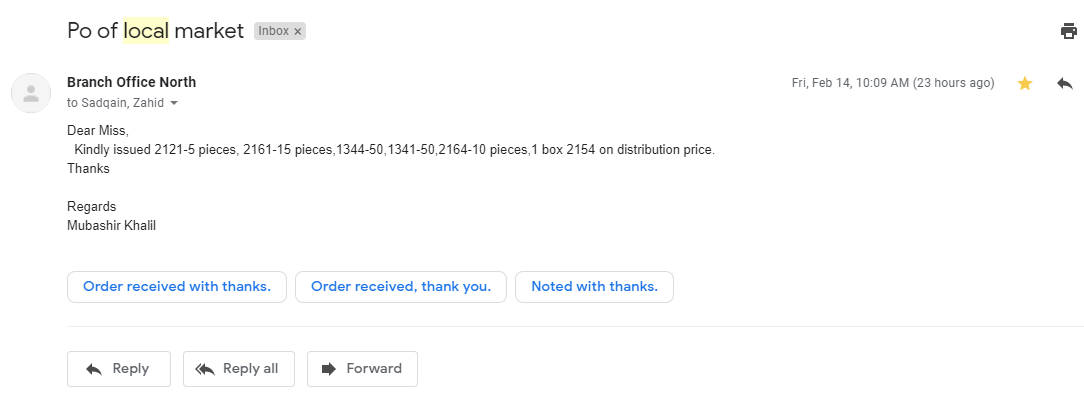 Po of local market Inbox ×
Branch Office North Fri, Feb 14, 10:09 AM (23 hours ago)
to Sadqain, Zahid
Dear Miss,
Kindly issued 2121-5 pieces, 2161-15 pieces,1344-50,1341-50,2164-10 pieces,1 box 2154 on distribution price.
Thanks
Regards
Mubashir Khalil
Order received with thanks. Order received, thank you. Noted with thanks.
Reply Reply all Forward